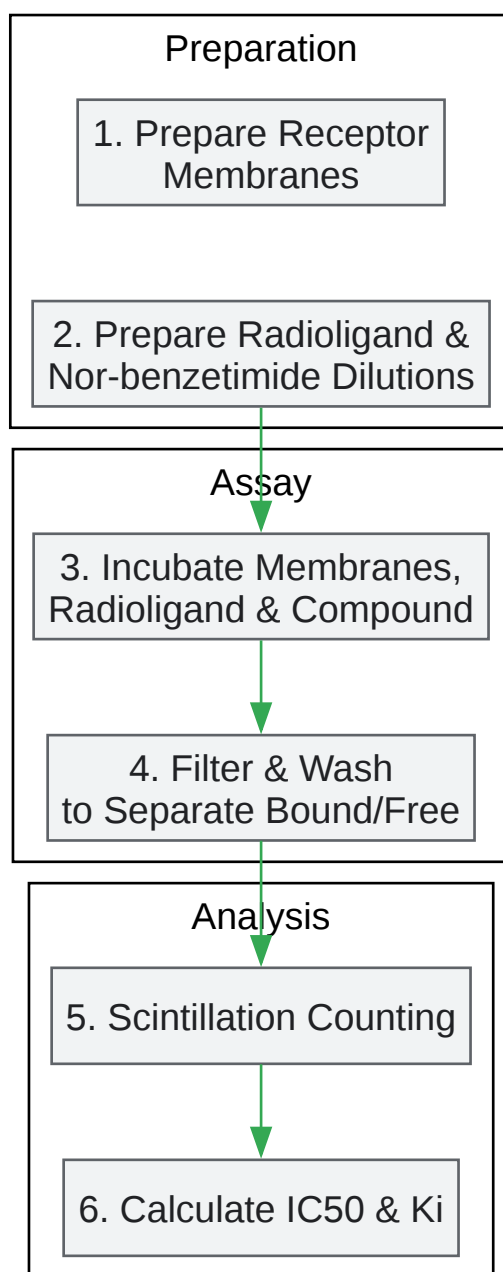 Preparation
1. Prepare Receptor
Membranes
2. Prepare Radioligand &
Nor-benzetimide Dilutions
Assay
3. Incubate Membranes,
Radioligand & Compound
4. Filter & Wash
to Separate Bound/Free
Analysis
5. Scintillation Counting
6. Calculate IC50 & Ki